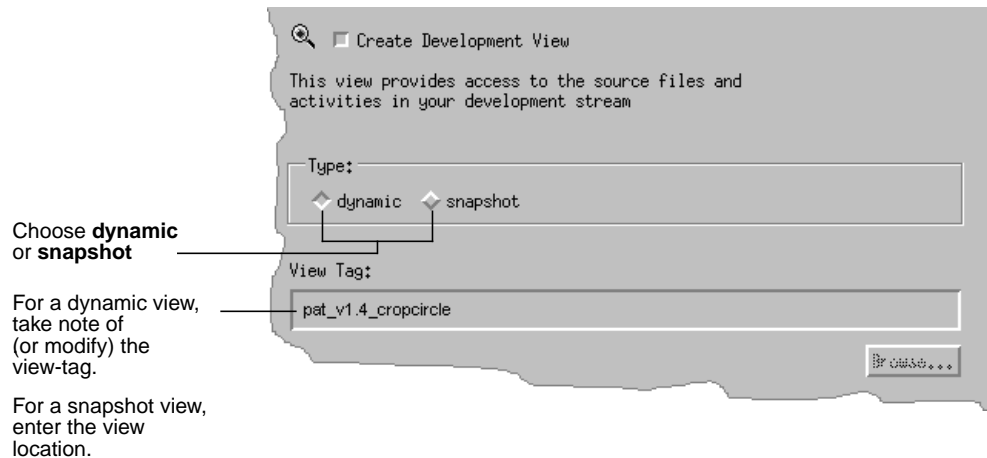 Create Development View
This view provides access to the source files and
activities in your development stream
Type:
dynamic
snapshot
Choose dynamic
or snapshot
View Tag:
For a dynamic view,
take note of
(or modify) the
view-tag.
pat_v1.4_cropcircle
Browse...
For a snapshot view,
enter the view
location.